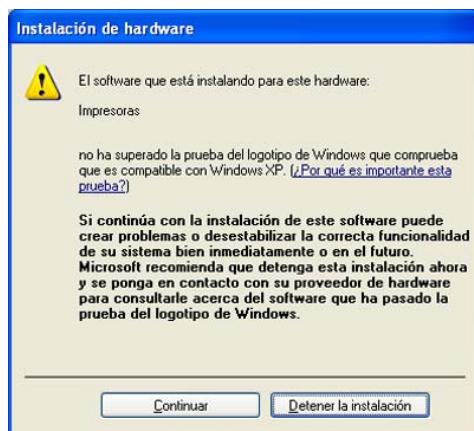 Instalación de hardware
El software que está instalando para este hardware:
Impresoras
no ha superado la prueba del logotipo de Windows que comprueba
que es compatible con Windows XP. (¿Por qué es importante esta
prueba?)
Si continúa con la instalación de este software puede
crear problemas o desestabilizar la correcta funcionalidad
de su sistema bien inmediatamente o en el futuro.
Microsoft recomienda que detenga esta instalación ahora
y se ponga en contacto con su proveedor de hardware
para consultarle acerca del software que ha pasado la
prueba del logotipo de Windows.
Continuar
Detener la instalación